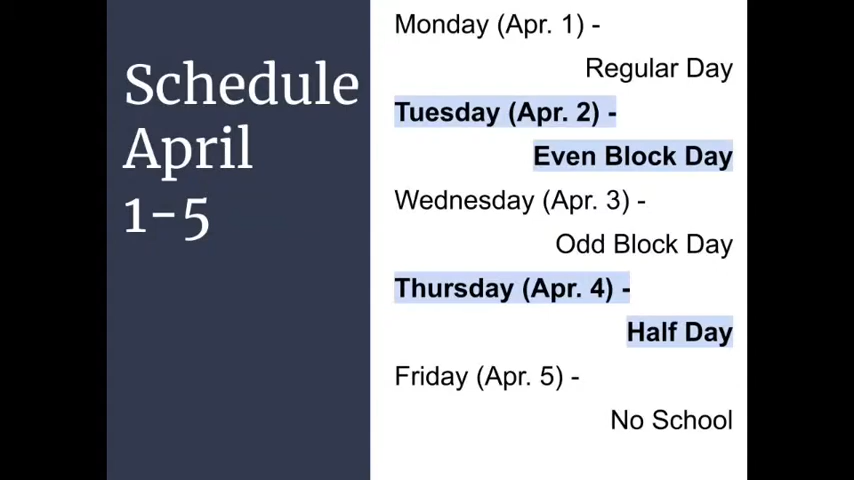 Schedule
April
1-5
Monday (Apr. 1) -
Regular Day
Tuesday (Apr. 2) -
Even Block Day
Wednesday (Apr. 3) -
Odd Block Day
Thursday (Apr. 4) -
Half Day
Friday (Apr. 5) -
No School